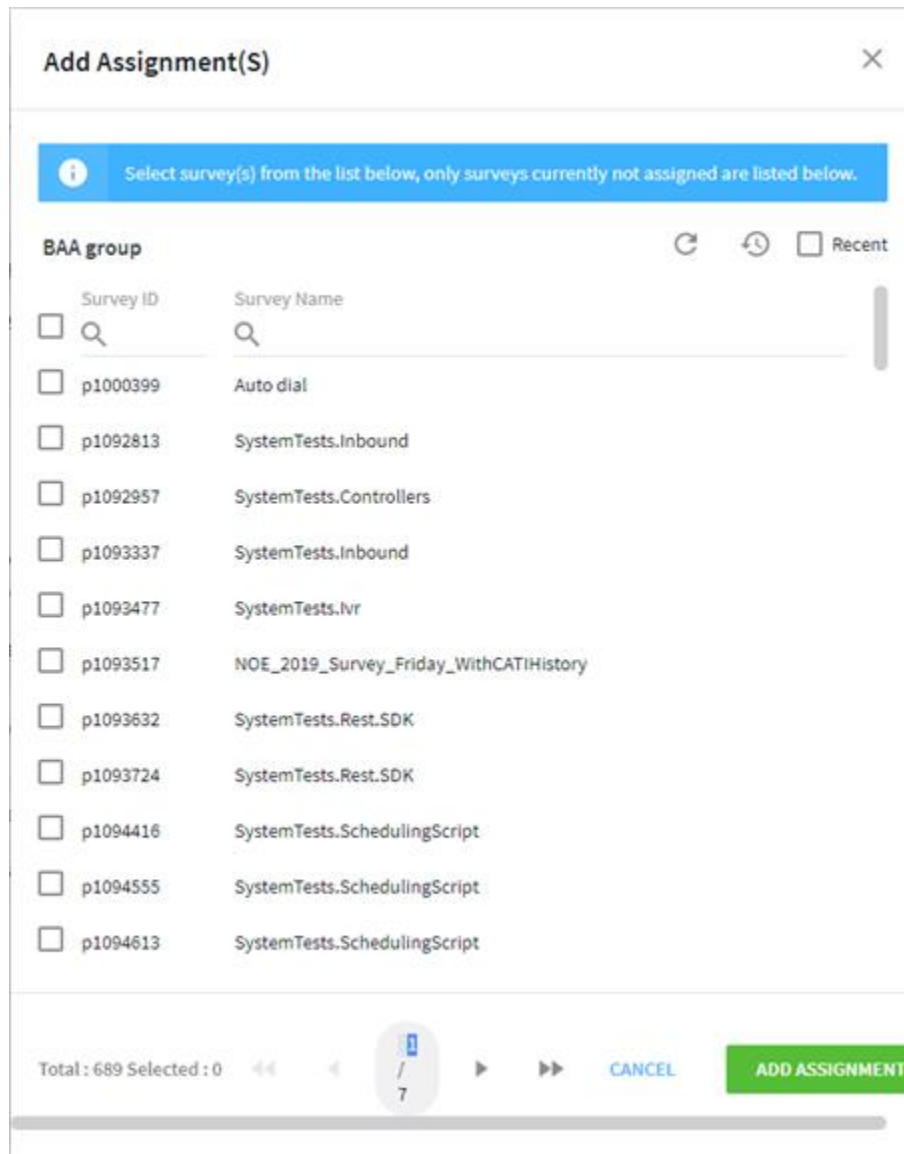 Add Assignment(S)
Select survey(s) from the list below, only surveys currently not assigned are listed below.
BAA group
Recent
Survey ID Survey Name
p1000399 Auto dial
p1092813 SystemTests.Inbound
p1092957 SystemTests.Controllers
p1093337 SystemTests.Inbound
p1093477 SystemTests.Ivr
p1093517 NOE_2019_Survey_Friday_WithCATIHistory
p1093632 SystemTests.Rest.SDK
p1093724 SystemTests.Rest.SDK
p1094416 SystemTests.SchedulingScript
p1094555 SystemTests.SchedulingScript
p1094613 SystemTests.SchedulingScript
Total : 689 Selected : 0
1
/
7
CANCEL
ADD ASSIGNMENT